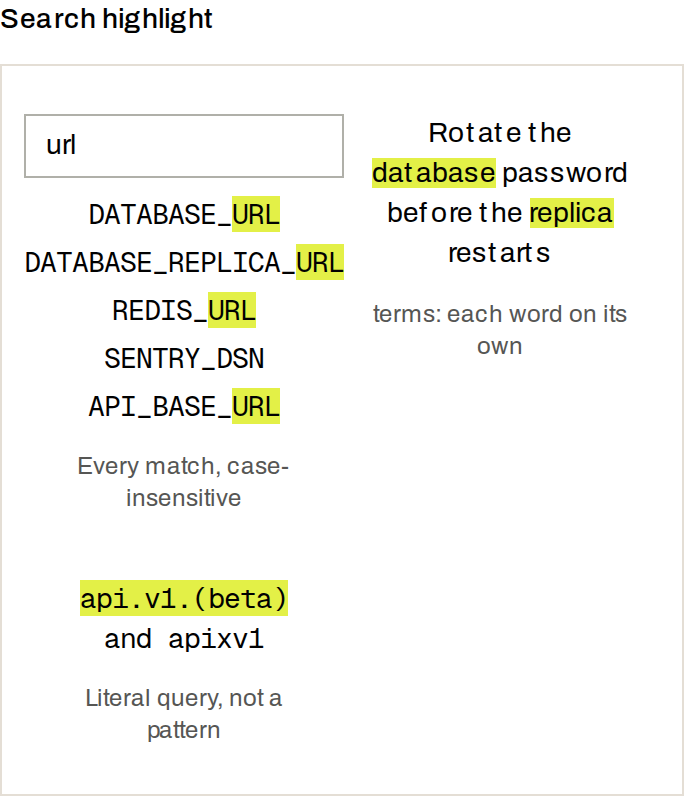 Search highlight
url
DATABASE_URL
DATABASE_REPLICA_URL
REDIS_URL
SENTRY_DSN
API_BASE_URL
Every match, case-
insensitive
Rotate the
database password
before the replica
restarts
terms: each word on its
own
api.v1.(beta)
and apixv1
Literal query, not a
pattern